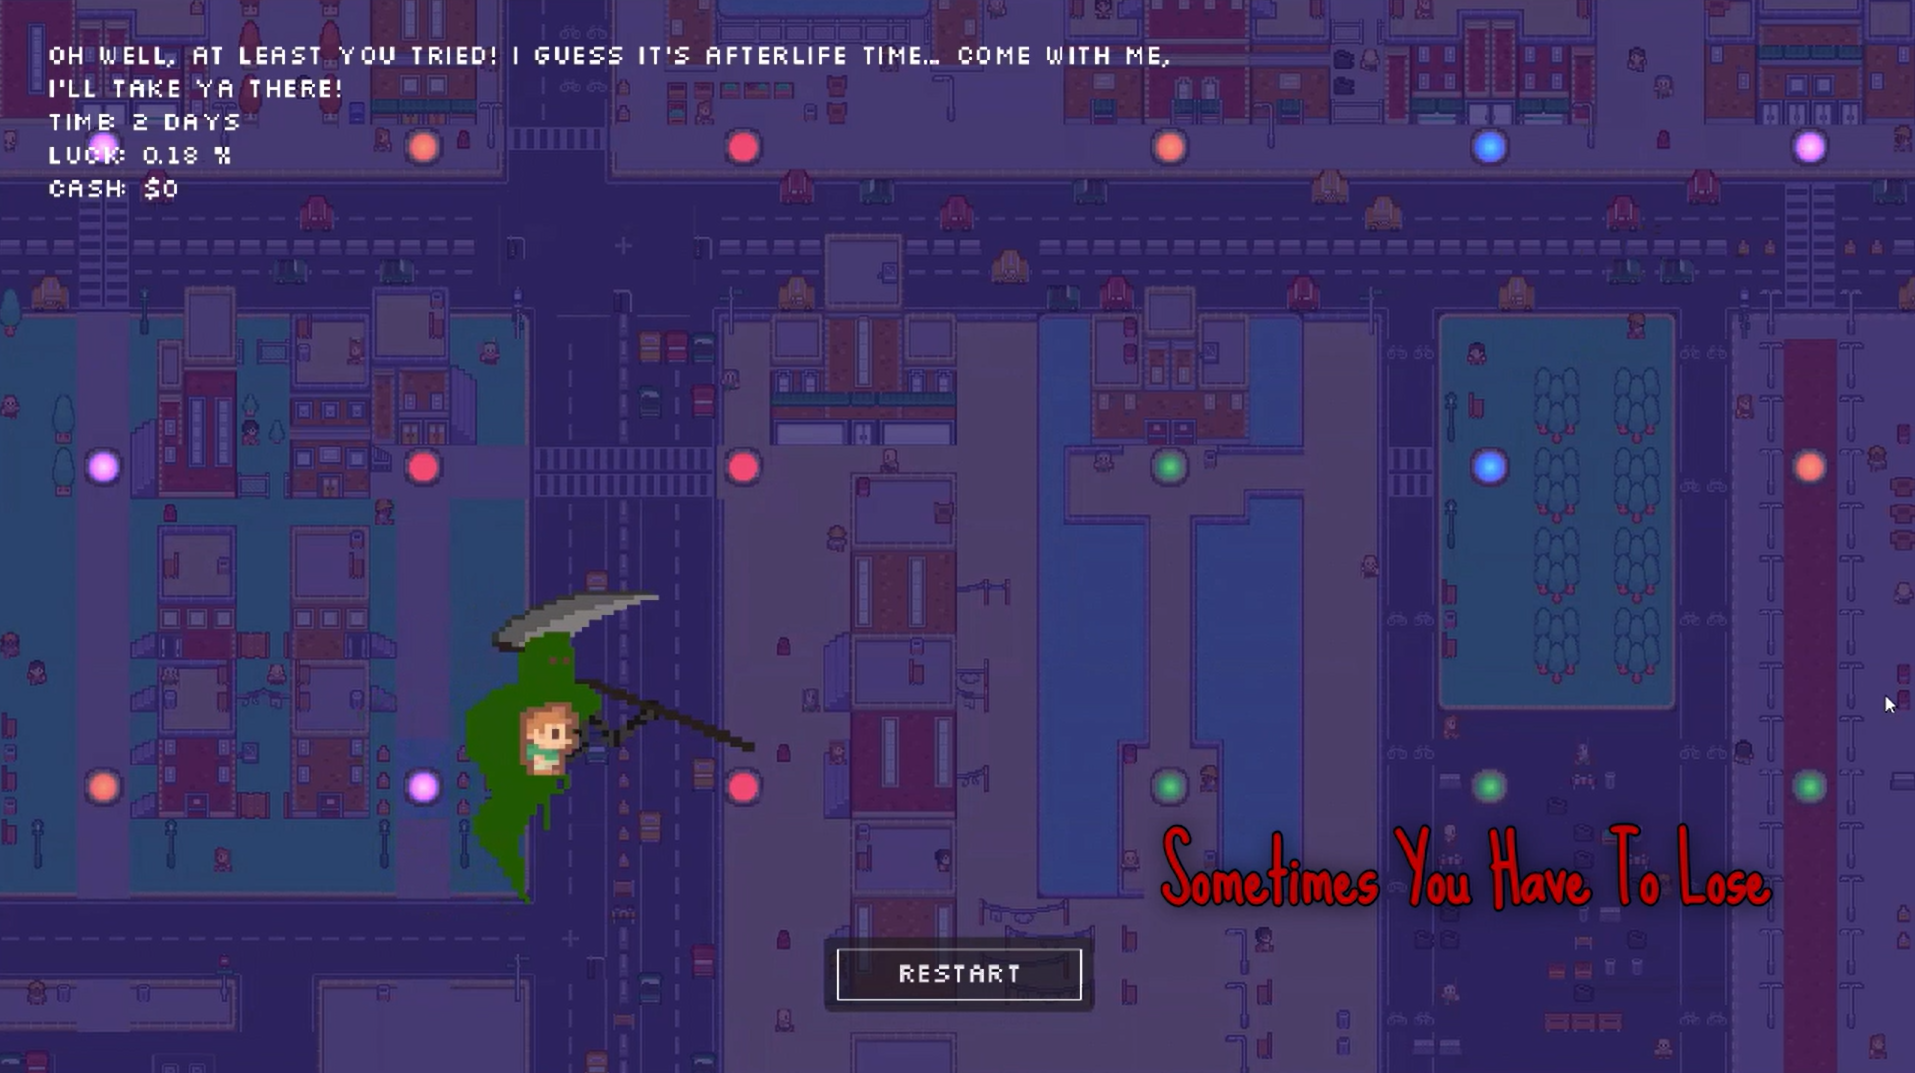 OH WELL, AT LEAST YOU TRIED! I GUESS IT'S AFTERLIFE TIME… COME WITH ME,
I'LL TAKE YA THERE!
TIME: 2 DAYS
LUCK: 0.18 %
CASH: $0
Sometimes You Have To Lose
RESTART